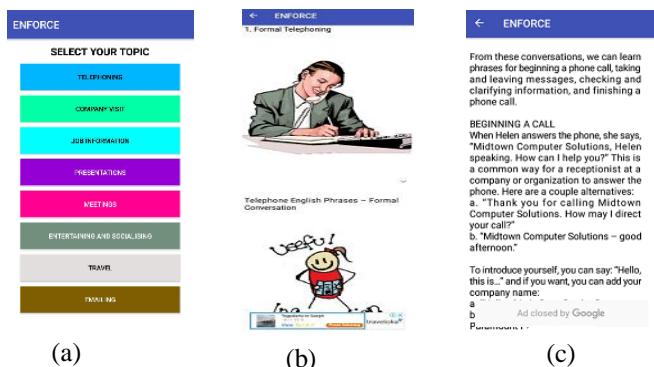 ENFORCE
SELECT YOUR TOPIC
TELEPHONING
COMPANY VISIT
JOB INFORMATION
PRESENTATIONS
MEETINGS
ENTERTAINING AND SOCIALISING
TRAVEL
EMAILING
(a)
ENFORCE
1. Formal Telephoning
Telephone English Phrases – Formal
Conversation
Useful
traveloka
(b)
ENFORCE
From these conversations, we can learn
phrases for beginning a phone call, taking
and leaving messages, checking and
clarifying information, and finishing a
phone call.
BEGINNING A CALL
When Helen answers the phone, she says,
"Midtown Computer Solutions, Helen
speaking. How can I help you?" This is
a common way for a receptionist at a
company or organization to answer the
phone. Here are a couple alternatives:
a. "Thank you for calling Midtown
Computer Solutions. How may I direct
your call?"
b. "Midtown Computer Solutions – good
afternoon."
To introduce yourself, you can say: "Hello,
this is..." and if you want, you can add your
company name:
a
b
Ad closed by Google
(c)